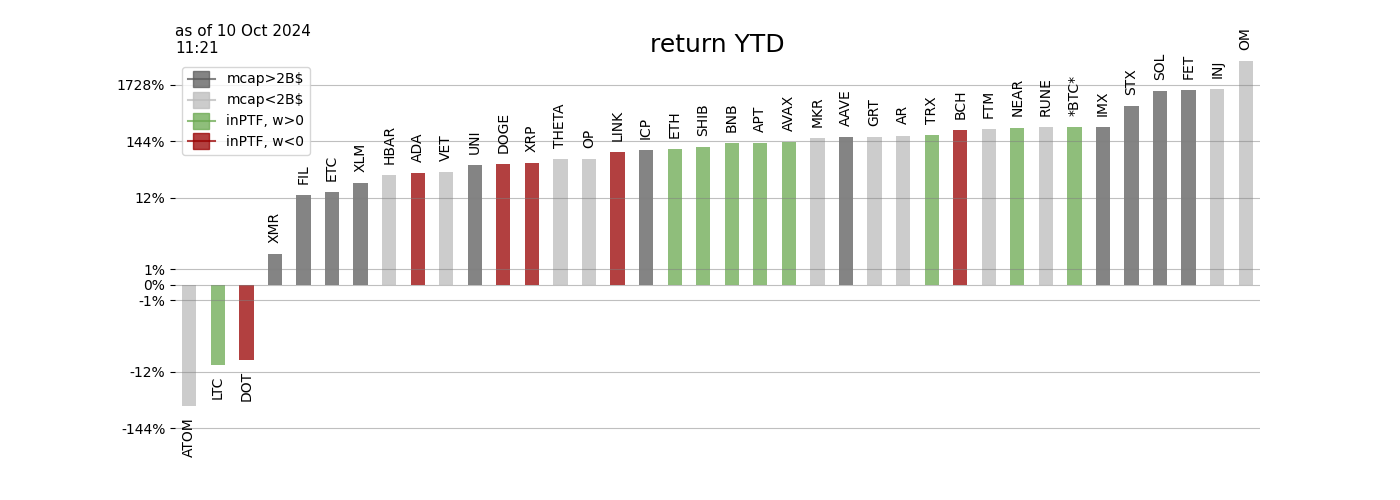 as of 10 Oct 2024
11:21
return YTD
mcap>2B$
mcap<2B$
inPTF, w>0
inPTF, w<0
1728%
144%
12%
1%
0%
-1%
-12%
-144%
ATOM
LTC
DOT
XMR
FIL
ETC
XLM
HBAR
ADA
VET
UNI
DOGE
XRP
THETA
OP
LINK
ICP
ETH
SHIB
BNB
APT
AVAX
MKR
AAVE
GRT
AR
TRX
BCH
FTM
NEAR
RUNE
*BTC*
IMX
STX
SOL
FET
INJ
OM